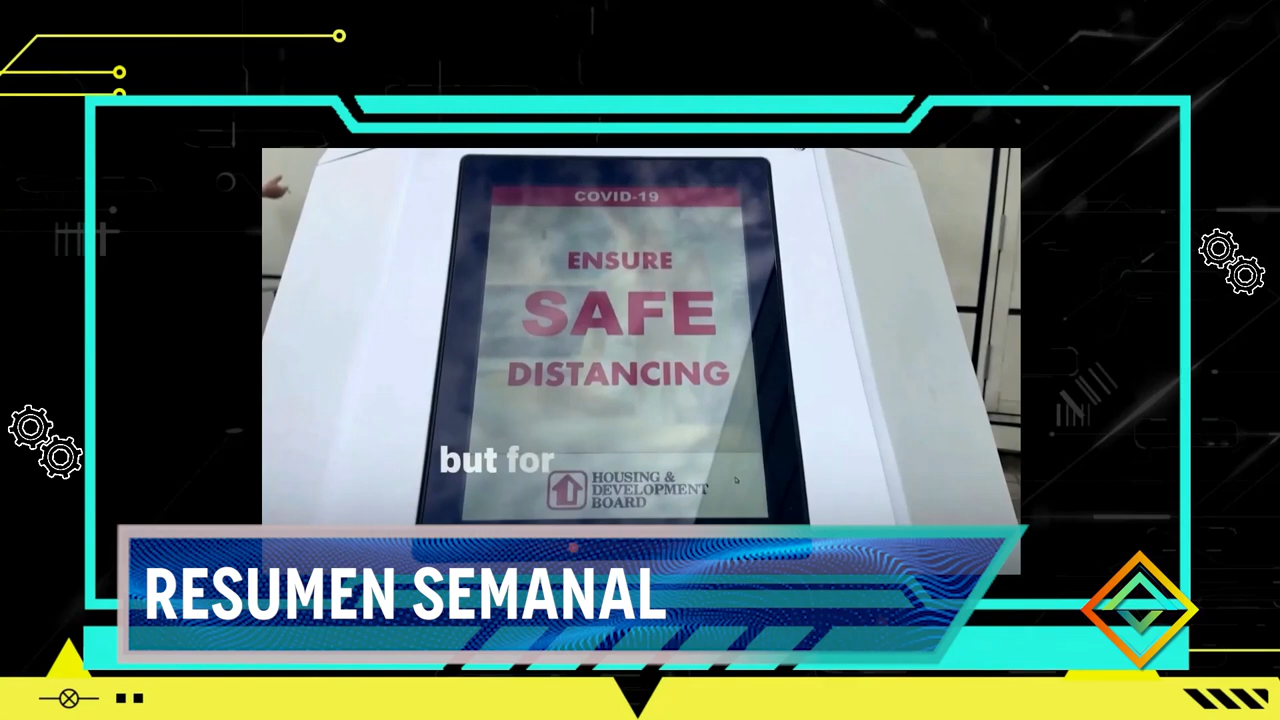 COVID-19
ENSURE
SAFE
DISTANCING
but for
HOUSING &
DEVELOPMENT
BOARD
RESUMEN SEMANAL